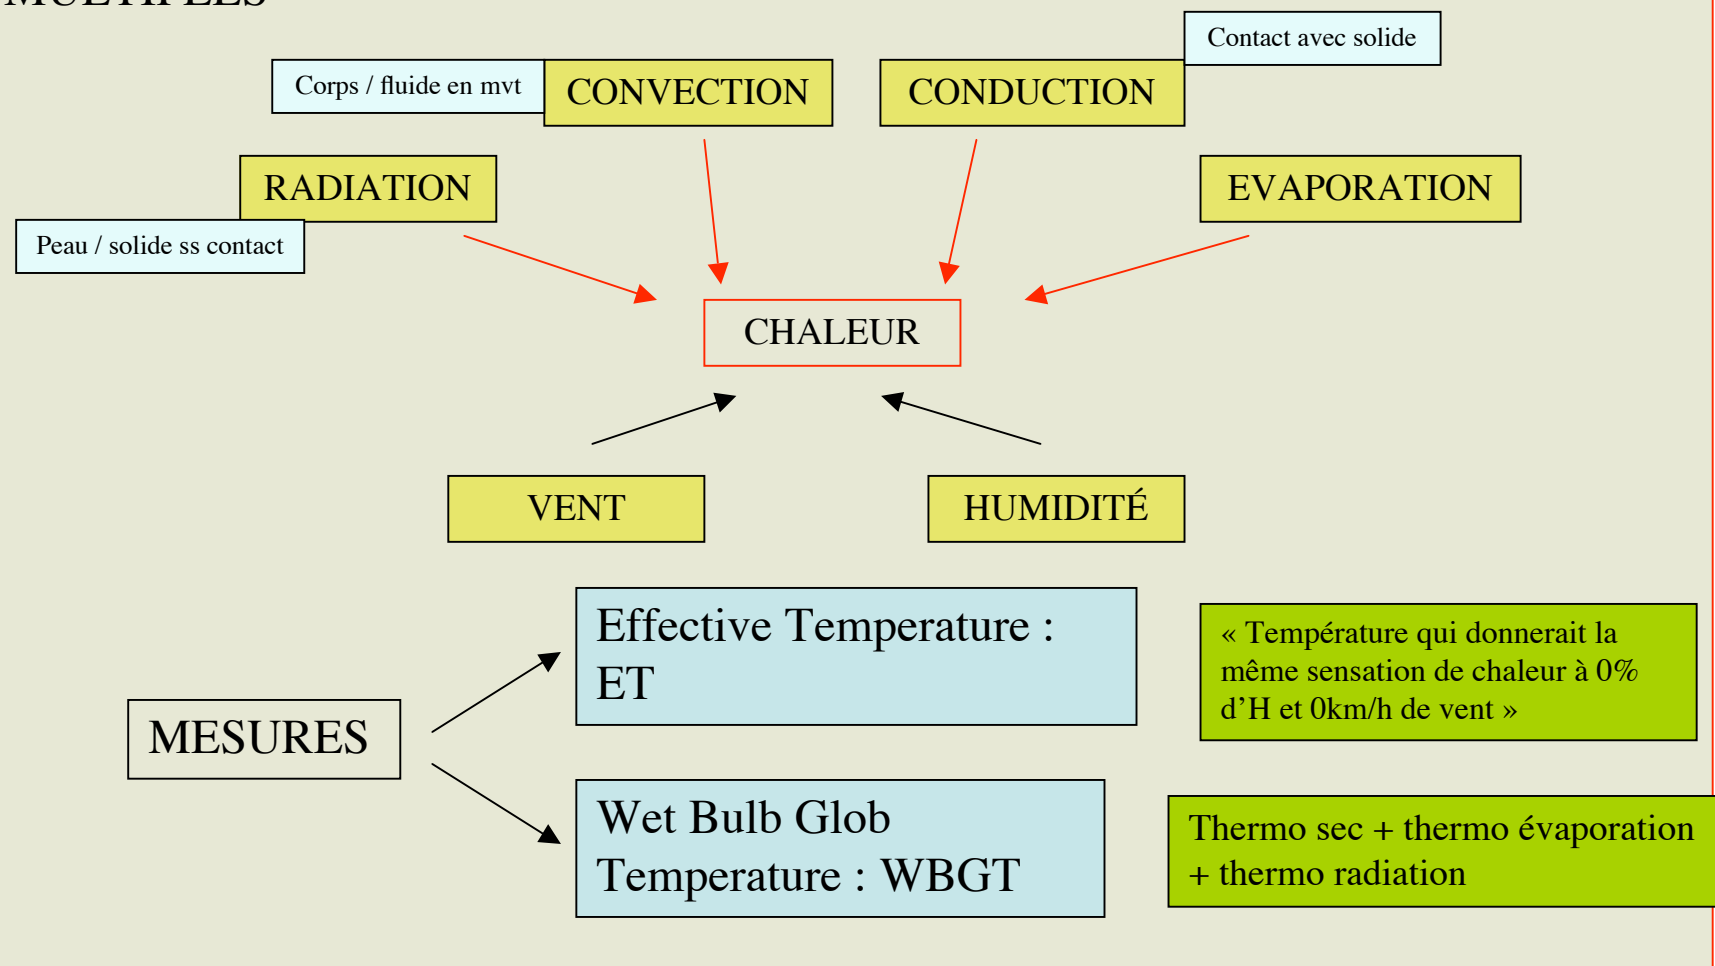 MULTIPLES
Contact avec solide
Corps / fluide en mvt
CONVECTION
CONDUCTION
RADIATION
EVAPORATION
Peau / solide ss contact
CHALEUR
VENT
HUMIDITÉ
Effective Temperature :
ET
« Température qui donnerait la
même sensation de chaleur à 0%
d’H et 0km/h de vent »
MESURES
Wet Bulb Glob
Temperature : WBGT
Thermo sec + thermo évaporation
+ thermo radiation